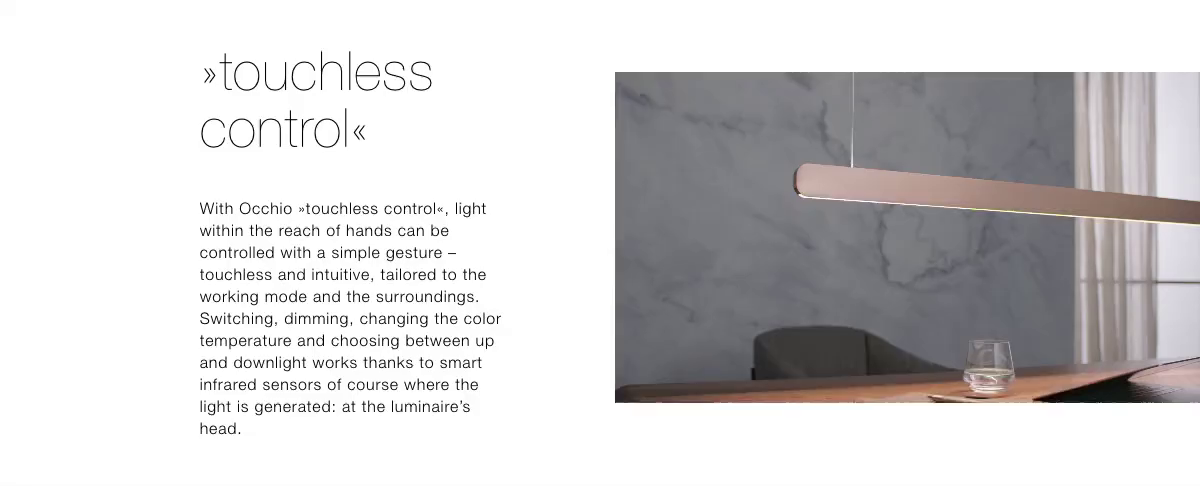 »touchless
control«
With Occhio »touchless control«, light
within the reach of hands can be
controlled with a simple gesture –
touchless and intuitive, tailored to the
working mode and the surroundings.
Switching, dimming, changing the color
temperature and choosing between up
and downlight works thanks to smart
infrared sensors of course where the
light is generated: at the luminaire’s
head.